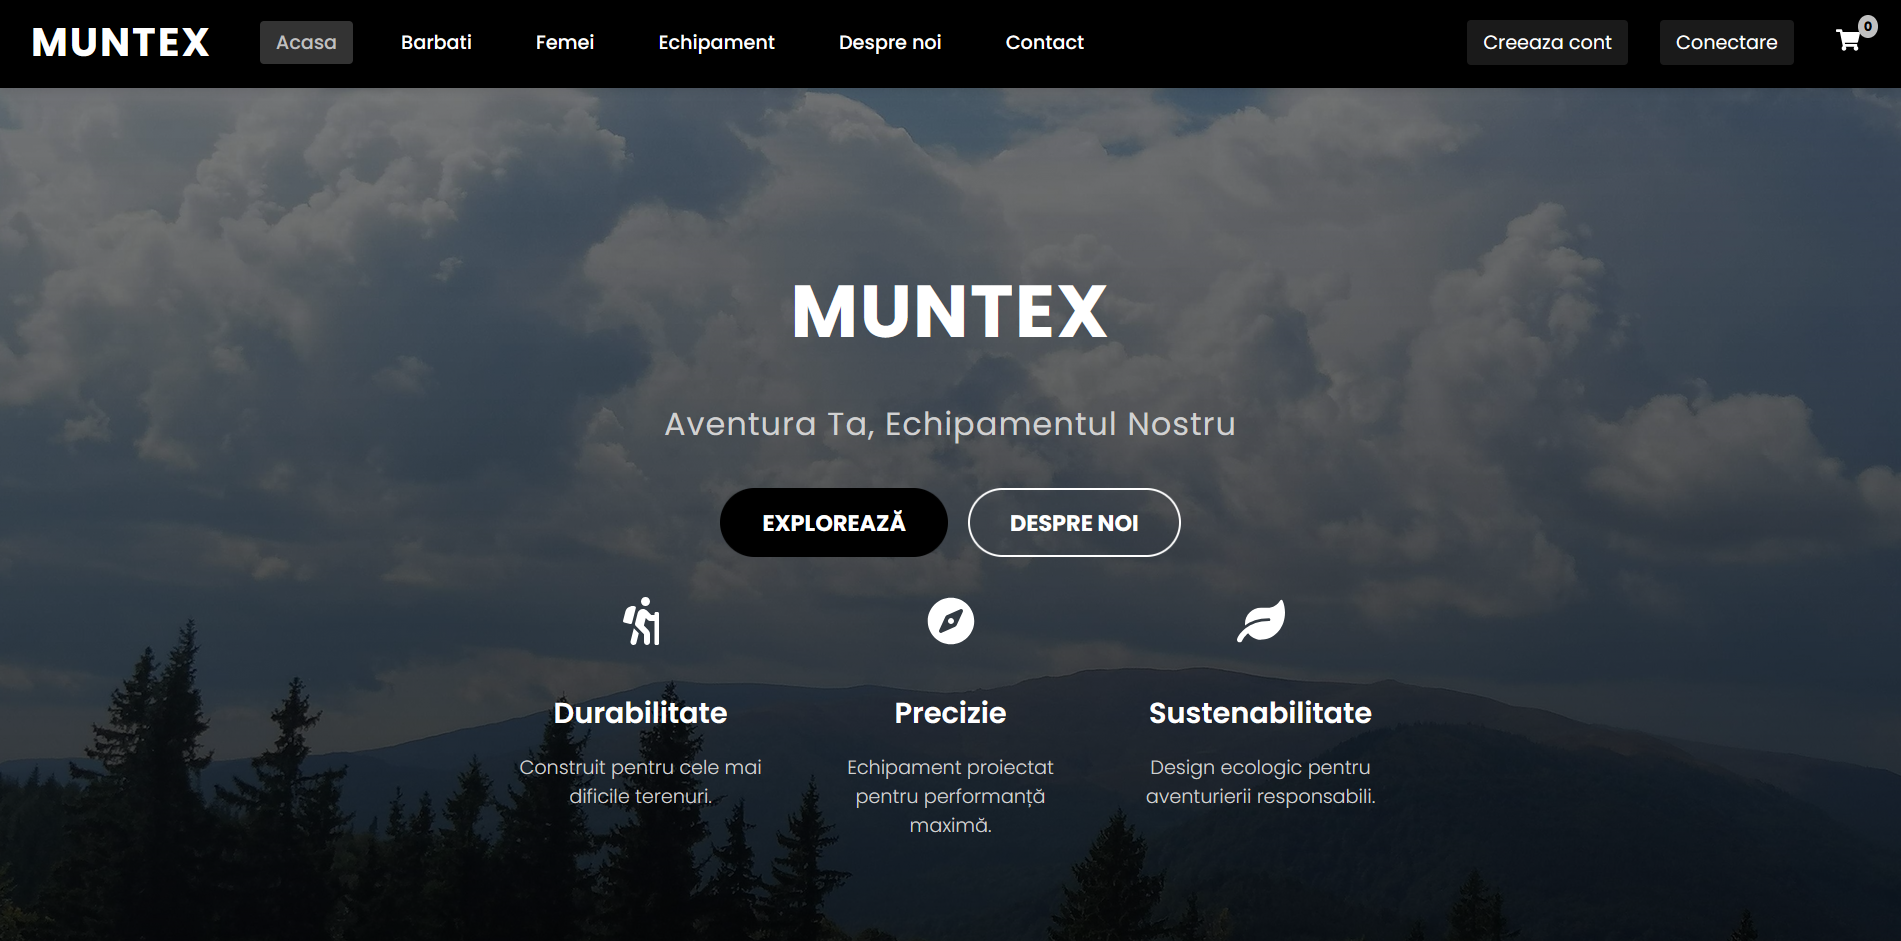 MUNTEX
Acasa
Barbati
Femei
Echipament
Despre noi
Contact
Creeaza cont
Conectare
0
MUNTEX
Aventura Ta, Echipamentul Nostru
EXPLOREAZĂ
DESPRE NOI
Durabilitate
Construit pentru cele mai
dificile terenuri.
Precizie
Echipament proiectat
pentru performanță
maximă.
Sustenabilitate
Design ecologic pentru
aventurierii responsabili.